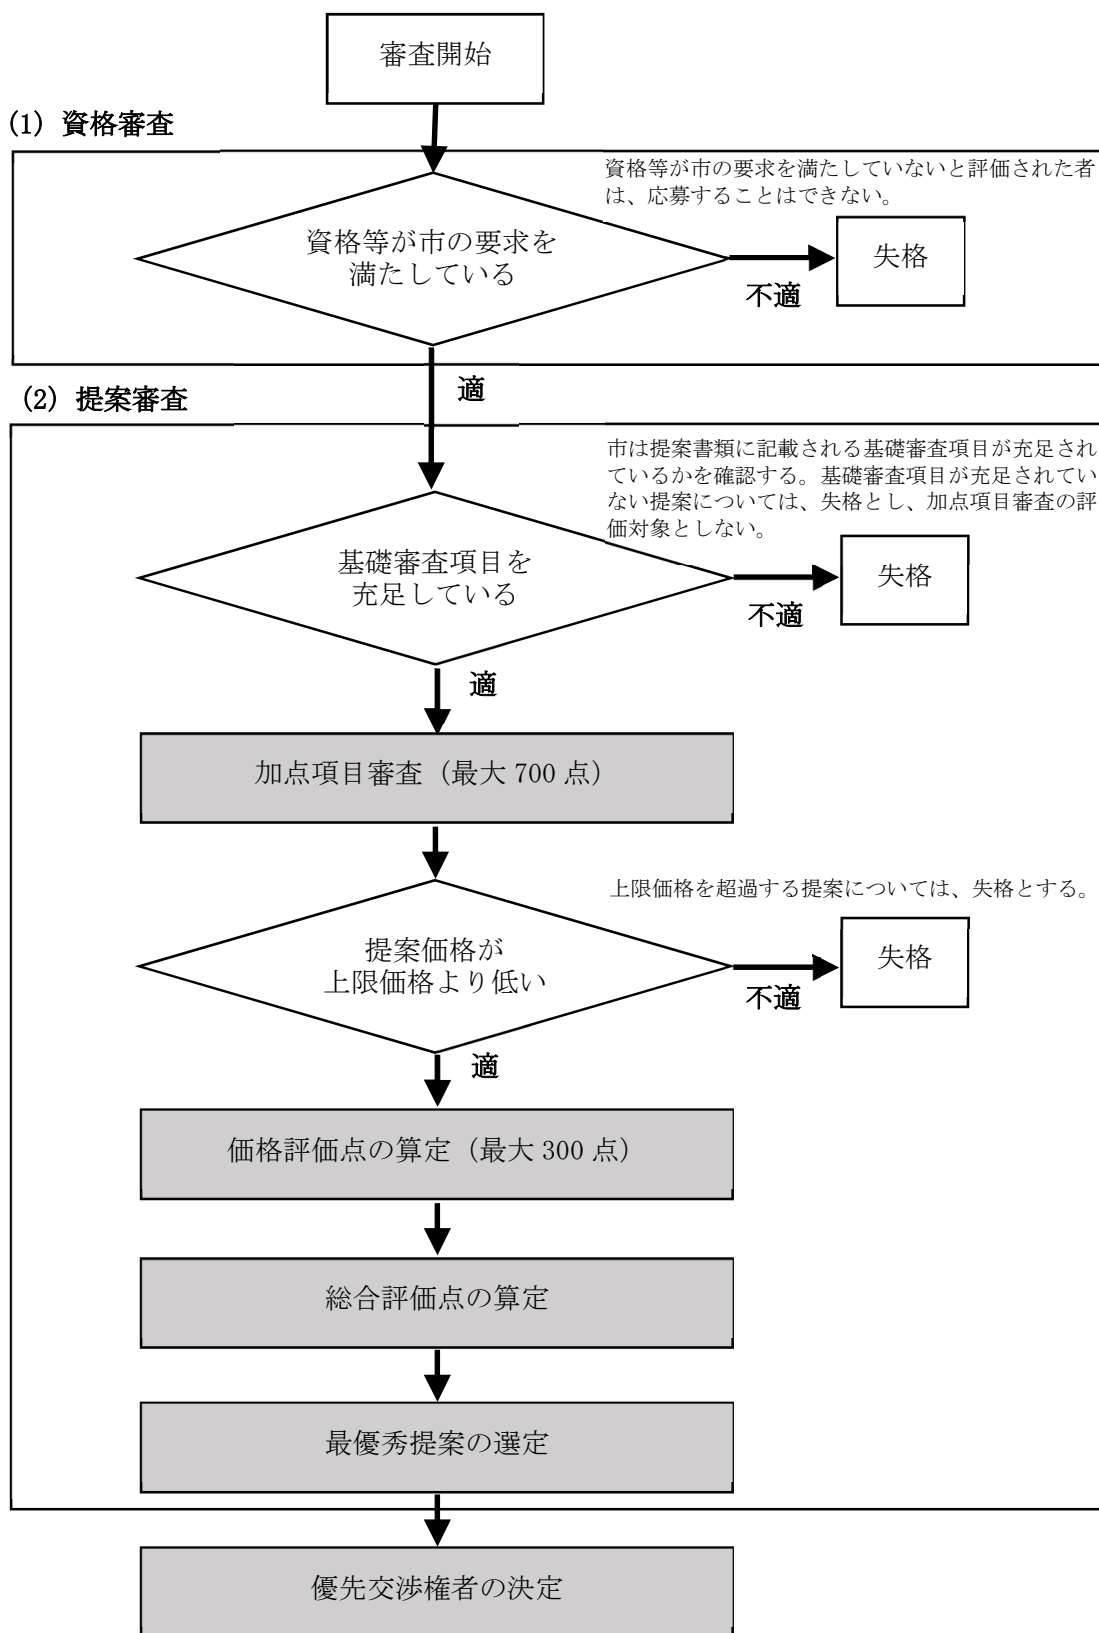 審査開始
(1) 資格審査
資格等が市の要求を満たしていないと評価された者
は、応募することはできない。
資格等が市の要求を
満たしている
失格
不適
適
(2) 提案審査
市は提案書類に記載される基礎審査項目が充足され
ているかを確認する。基礎審査項目が充足されてい
ない提案については、失格とし、加点項目審査の評
価対象としない。
基礎審査項目を
充足している
失格
不適
適
加点項目審査（最大 700 点）
上限価格を超過する提案については、失格とする。
提案価格が
上限価格より低い
失格
不適
適
価格評価点の算定（最大 300 点）
総合評価点の算定
最優秀提案の選定
優先交渉権者の決定